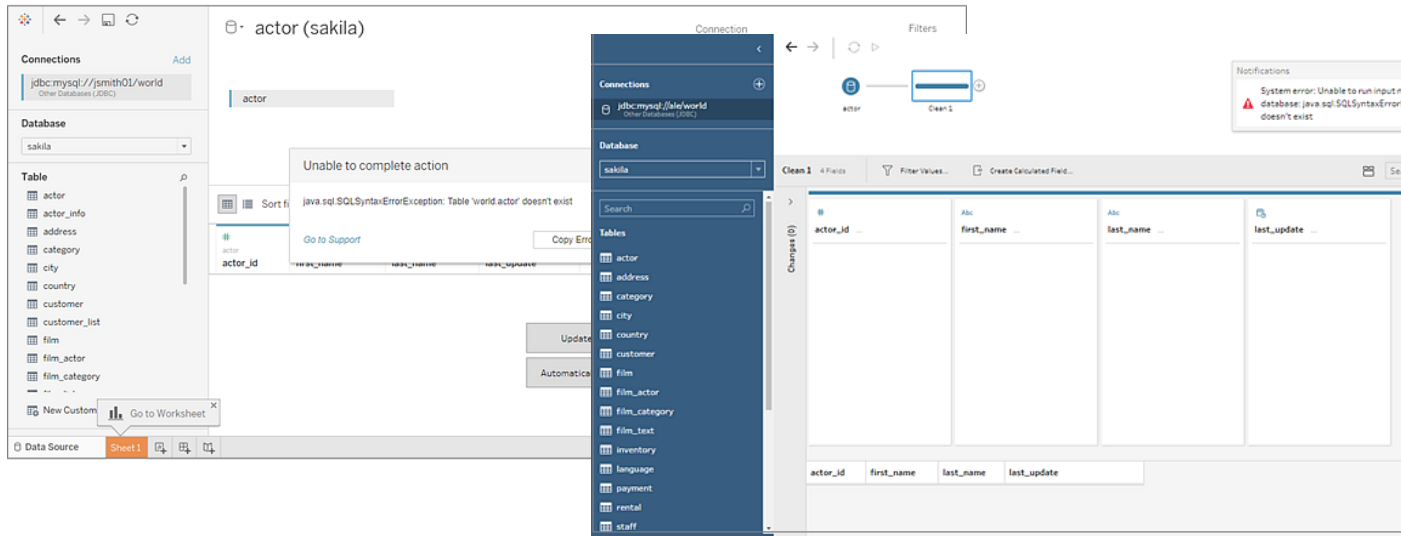 actor (sakila)
Connection
Filters
Connections
Add
jdbc:mysql://jsmith01/world
Other Databases (JDBC)
actor
Database
sakila
Table
actor
actor_info
address
category
city
country
customer
customer_list
film
film_actor
film_category
New Custom
Go to Worksheet
Data Source
Sheet 1
Unable to complete action
java.sql.SQLSyntaxErrorException: Table 'world.actor' doesn't exist
Go to Support
Copy Erro
Sort fi
#
actor
actor_id
first_name
last_name
last_update
Update
Automatica
Connections
jdbc:mysql://ale/world
Other Databases (JDBC)
Database
sakila
Search
Tables
actor
address
category
city
country
customer
film
film_actor
film_category
film_text
inventory
language
payment
rental
staff
actor
Clean 1
Notifications
System error: Unable to run input
database: java.sql.SQLSyntaxError
doesn't exist
Clean 1 4 Fields
Filter Values...
Create Calculated Field...
Sea
Changes (0)
#
actor_id ...
Abc
first_name ...
Abc
last_name ...
last_update ...
actor_id first_name last_name last_update